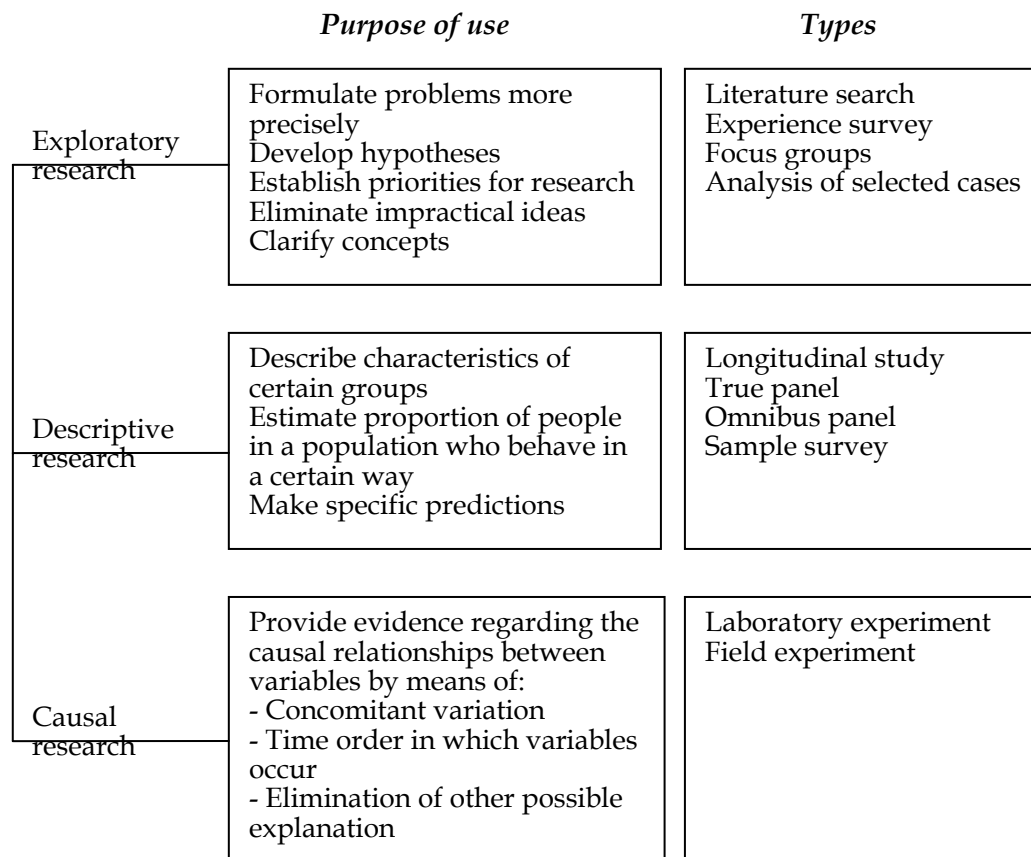 Purpose of use
Types
Exploratory
research
Formulate problems more
precisely
Develop hypotheses
Establish priorities for research
Eliminate impractical ideas
Clarify concepts
Literature search
Experience survey
Focus groups
Analysis of selected cases
Descriptive
research
Describe characteristics of
certain groups
Estimate proportion of people
in a population who behave in
a certain way
Make specific predictions
Longitudinal study
True panel
Omnibus panel
Sample survey
Causal
research
Provide evidence regarding the
causal relationships between
variables by means of:
- Concomitant variation
- Time order in which variables
occur
- Elimination of other possible
explanation
Laboratory experiment
Field experiment